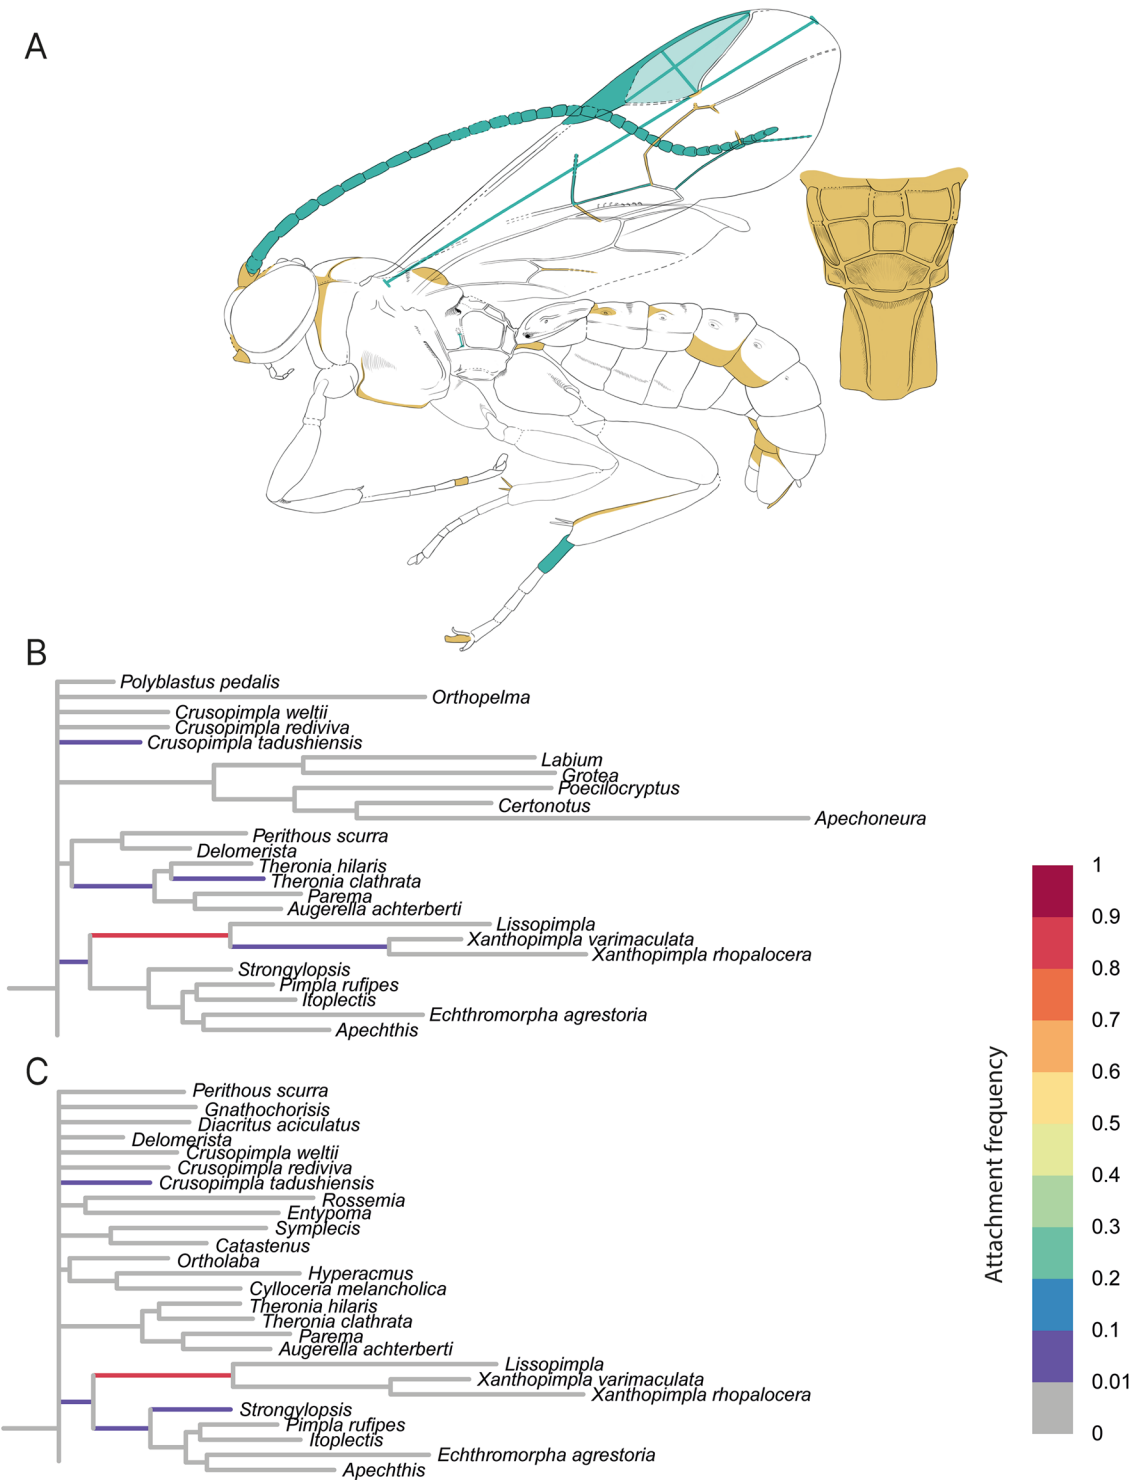 A
B
Polyblastus pedalis
Orthopelma
Crusopimpla weltii
Crusopimpla rediviva
Crusopimpla tadushiensis
Labium
Grotea
Poecilocryptus
Certonotus
Apechoneura
Perithous scurra
Delomerista
Theronia hilaris
Theronia clathrata
Parema
Augerella achterberti
Lissopimpla
Xanthopimpla varimaculata
Xanthopimpla rhopalocera
Strongylopsis
Pimpla rufipes
Itoplectis
Echthromorpha agrestoria
Apechthis
C
Perithous scurra
Gnathochorisis
Diacritus aciculatus
Delomerista
Crusopimpla weltii
Crusopimpla rediviva
Crusopimpla tadushiensis
Rossemia
Entypoma
Symplecis
Catastenus
Ortholaba
Hyperacmus
Cylloceria melancholica
Theronia hilaris
Theronia clathrata
Parema
Augerella achterberti
Lissopimpla
Xanthopimpla varimaculata
Xanthopimpla rhopalocera
Strongylopsis
Pimpla rufipes
Itoplectis
Echthromorpha agrestoria
Apechthis
Attachment frequency
1
0.9
0.8
0.7
0.6
0.5
0.4
0.3
0.2
0.1
0.01
0